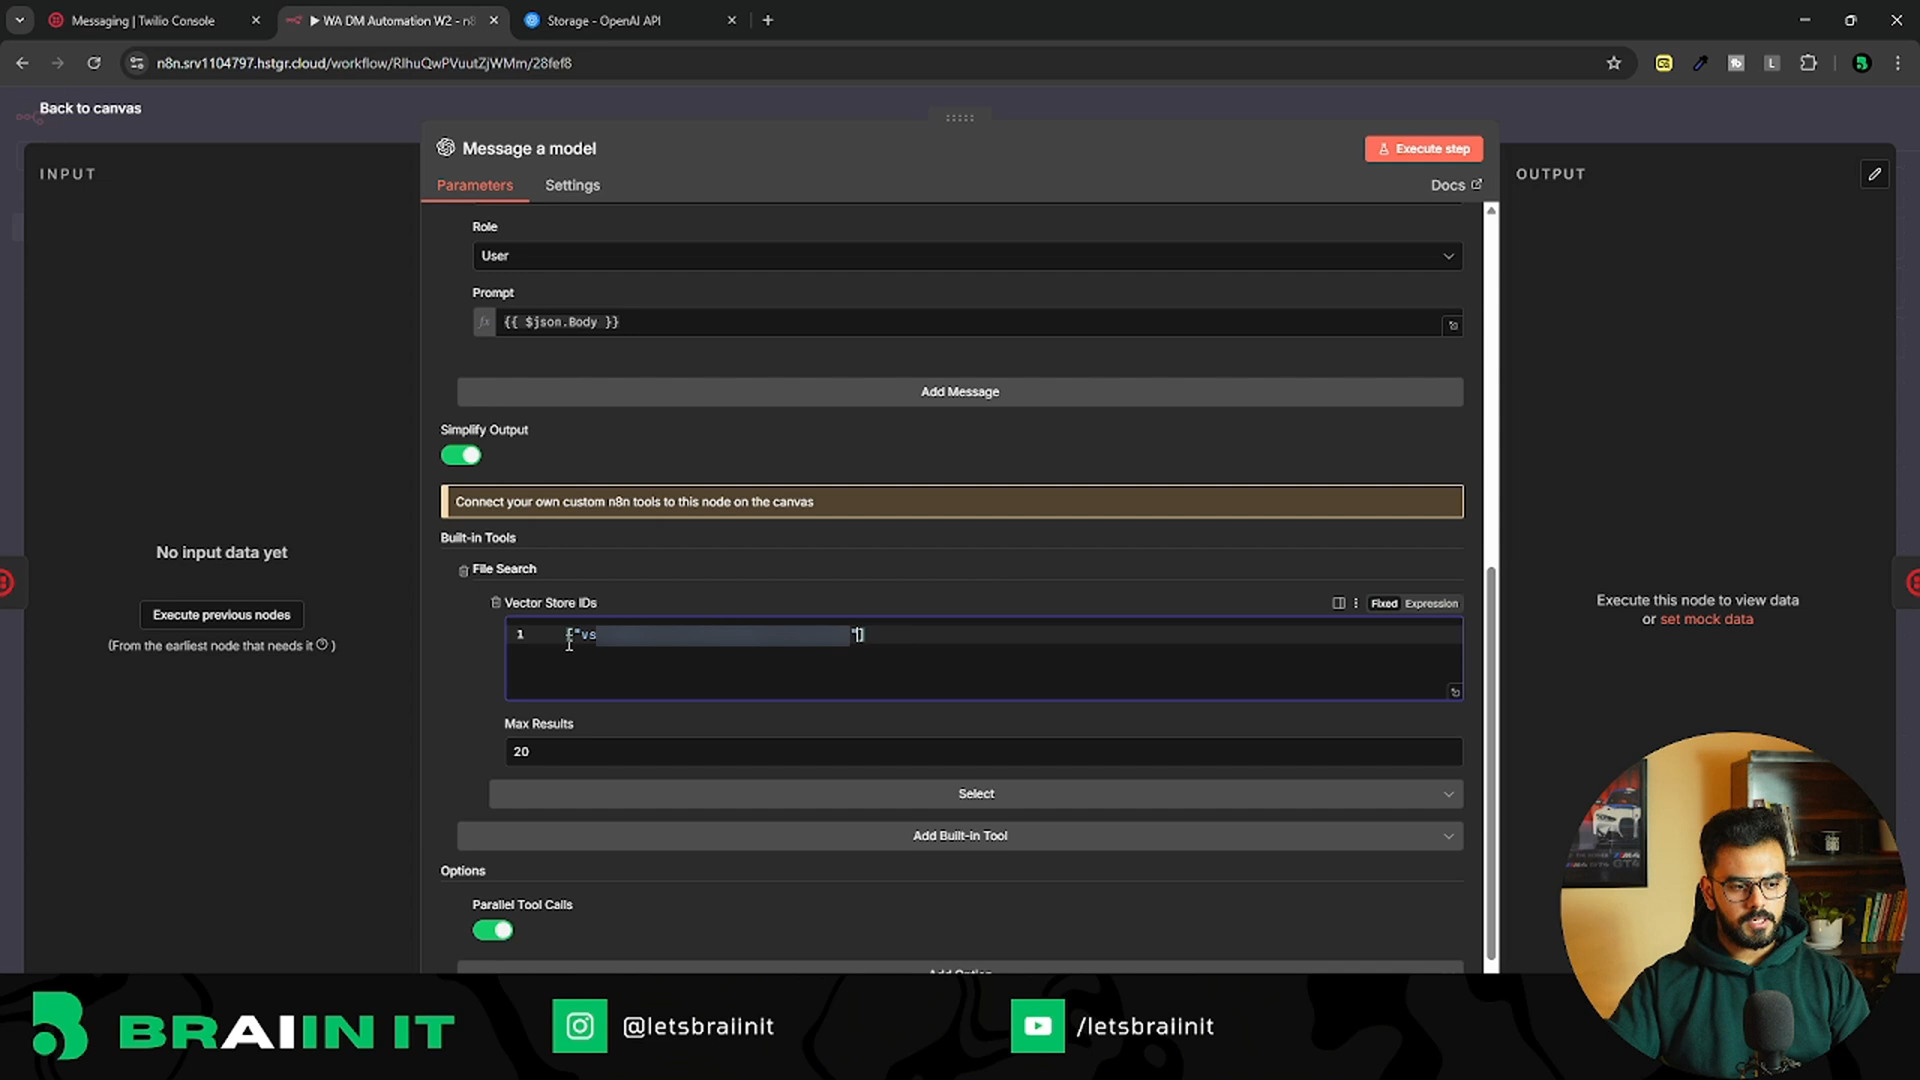 Messaging | Twilio Console
WA DM Automation W2 - n8
Storage - OpenAI API
n8n.srv1104797.hstgr.cloud/workflow/RlhuQwPVuutZjWMm/28fef8
Back to canvas
INPUT
No input data yet
Execute previous nodes
(From the earliest node that needs it )
Message a model
Execute step
Parameters
Settings
Docs
Role
User
Prompt
fx
{{ $json.Body }}
Add Message
Simplify Output
Connect your own custom n8n tools to this node on the canvas
Built-in Tools
File Search
Vector Store IDs
Fixed
Expression
1
["vs
"]
Max Results
20
Select
Add Built-in Tool
Options
Parallel Tool Calls
Add Option
OUTPUT
Execute this node to view data
or set mock data
BRAIIN IT
@letsbraiinit
/letsbraiinit